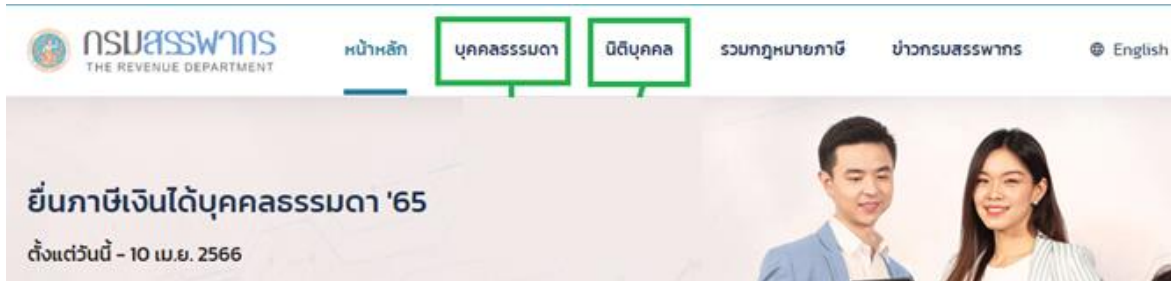 กรมสรรพากร
THE REVENUE DEPARTMENT
หน้าหลัก บุคคลธรรมดา นิติบุคคล รวมกฎหมายภาษี ข่าวกรมสรรพากร English
ยื่นภาษีเงินได้บุคคลธรรมดา '65
ตั้งแต่วันนี้ - 10 เม.ย. 2566